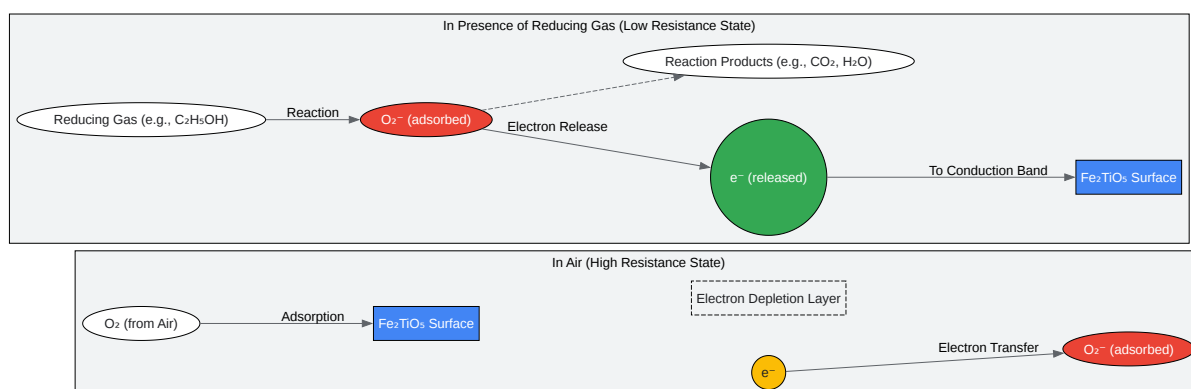 In Presence of Reducing Gas (Low Resistance State)
Reaction Products (e.g., CO₂, H₂O)
Reducing Gas (e.g., C₂H₅OH)
Reaction
O₂⁻ (adsorbed)
Electron Release
e⁻ (released)
To Conduction Band
Fe₂TiO₅ Surface
In Air (High Resistance State)
Electron Depletion Layer
O₂ (from Air)
Adsorption
Fe₂TiO₅ Surface
e⁻
Electron Transfer
O₂⁻ (adsorbed)